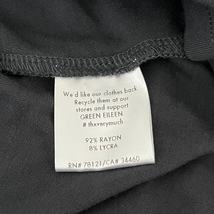 We'd like our clothes back
Recycle them at our
stores and support
GREEN EILEEN
# thxverymuch
92% RAYON
8% LYCRA
RN# 78121/CA# 34460